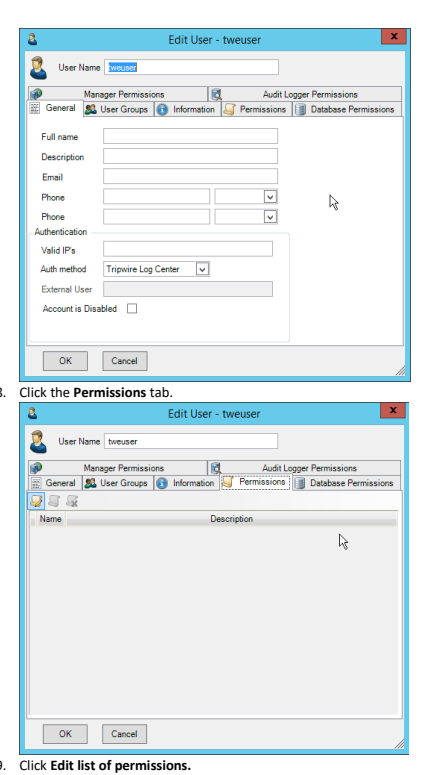 Edit User - tweuser
x
User Name tweuser
Manager Permissions Audit Logger Permissions
General User Groups Information Permissions Database Permissions
Full name
Description
Email
Phone
Phone
Authentication
Valid IP's
Auth method Tripwire Log Center
External User
Account is Disabled
OK Cancel
Click the Permissions tab.
Edit User - tweuser
x
User Name tweuser
Manager Permissions Audit Logger Permissions
General User Groups Information Permissions Database Permissions
Name Description
OK Cancel
9. Click Edit list of permissions.